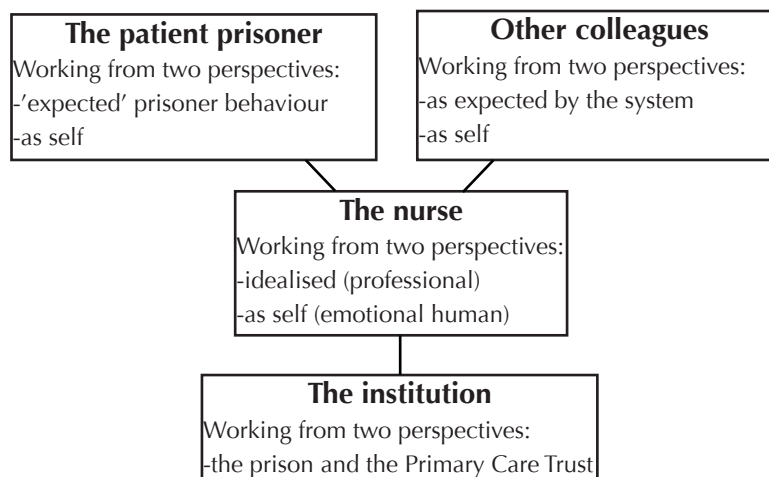 The patient prisoner
Working from two perspectives:
-’expected’ prisoner behaviour
-as self
Other colleagues
Working from two perspectives:
-as expected by the system
-as self
The nurse
Working from two perspectives:
-idealised (professional)
-as self (emotional human)
The institution
Working from two perspectives:
-the prison and the Primary Care Trust